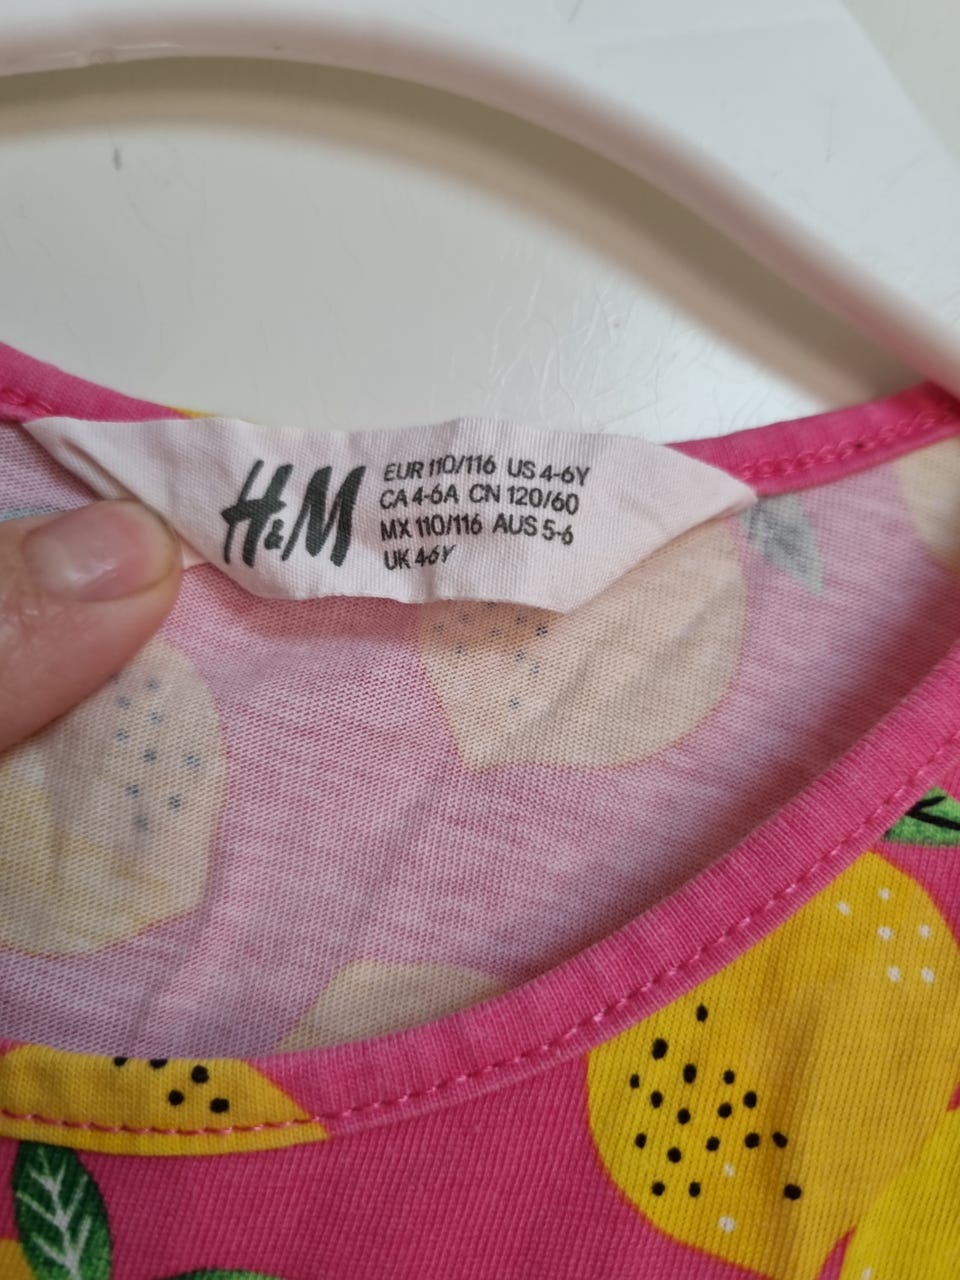 H&M
EUR 110/116 US 4-6Y
CA 4-6A CN 120/60
MX 110/116 AUS 5-6
UK 4-6Y